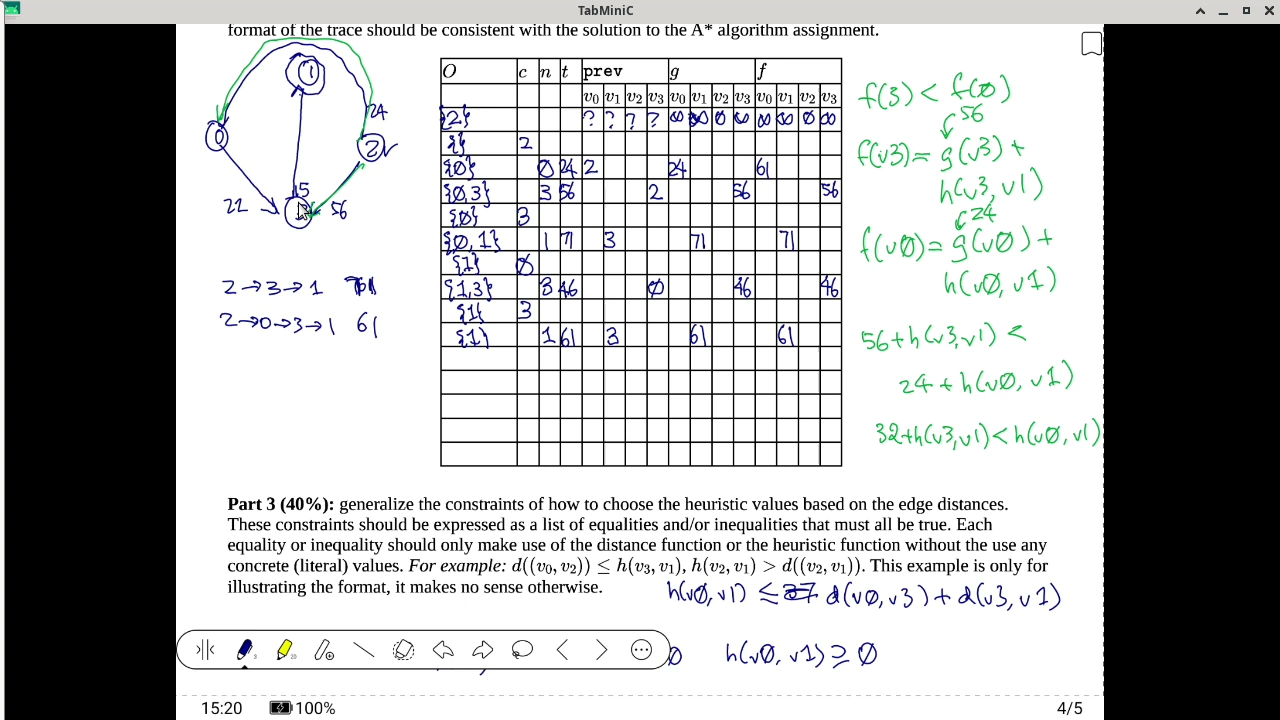 TabMiniC
format of the trace should be consistent with the solution to the A* algorithm assignment.
1
0
2
24
22
15
56
2→3→1
2→0→3→1 61
O c n t prev g f
v0 v1 v2 v3 v0 v1 v2 v3 v0 v1 v2 v3
{2} ? ? ? ? ∞ ∞ 0 ∞ ∞ ∞ 0 ∞
{} 2
{0} 0 24 2 24 61
{0,3} 3 56 2 56 56
{0} 3
{0,1} 1 71 3 71 71
{1} 0
{1,3} 3 46 0 46 46
{1} 3
{1} 1 61 3 61 61
f(3) < f(0)
56
f(v3) = g(v3) +
h(v3, v1)
24
f(v0) = g(v0) +
h(v0, v1)
56 + h(v3, v1) <
24 + h(v0, v1)
32 + h(v3, v1) < h(v0, v1)
Part 3 (40%): generalize the constraints of how to choose the heuristic values based on the edge distances.
These constraints should be expressed as a list of equalities and/or inequalities that must all be true. Each
equality or inequality should only make use of the distance function or the heuristic function without the use any
concrete (literal) values. For example: d((v0, v2)) ≤ h(v3, v1), h(v2, v1) > d((v2, v1)). This example is only for
illustrating the format, it makes no sense otherwise.
h(v0, v1) ≤ 37 d(v0, v3) + d(v3, v1)
0 h(v0, v1) ≥ 0
15:20 100% 4/5